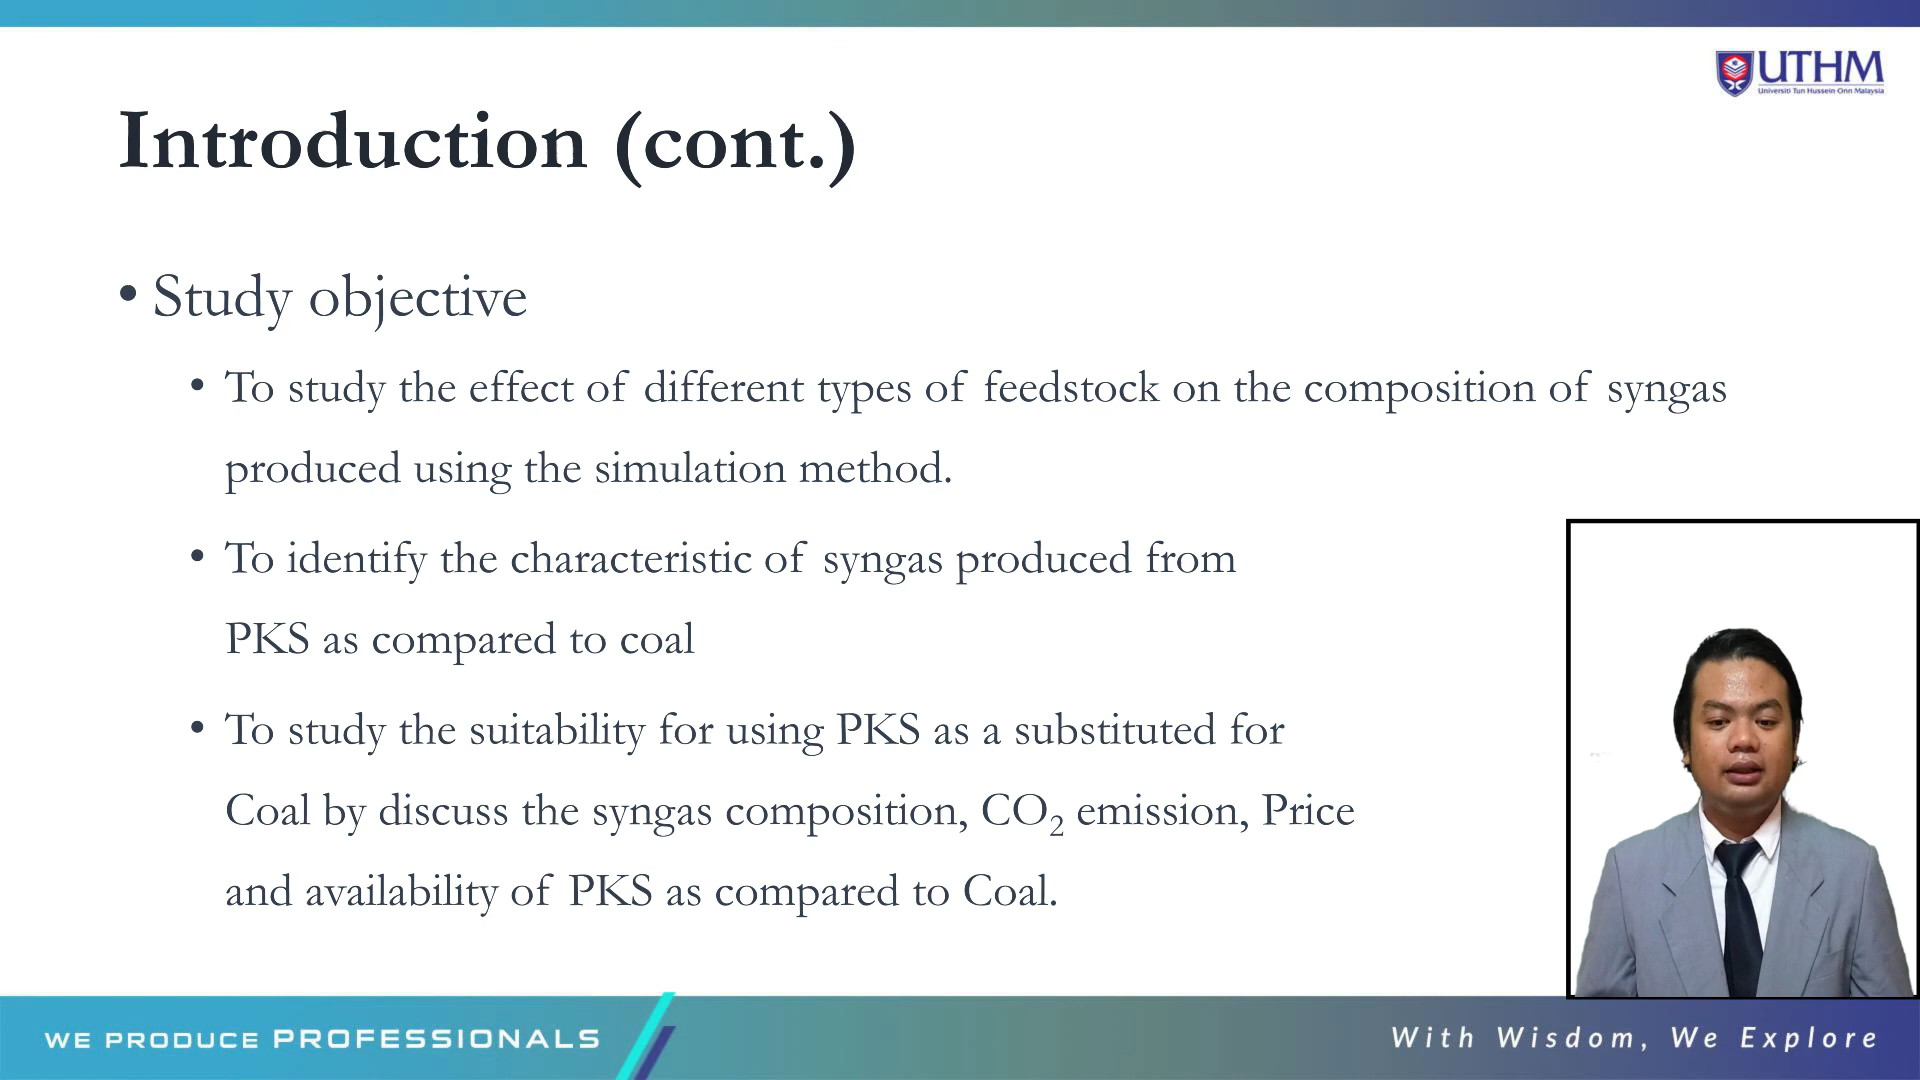 UTHM
Universiti Tun Hussein Onn Malaysia
Introduction (cont.)
• Study objective
• To study the effect of different types of feedstock on the composition of syngas
produced using the simulation method.
• To identify the characteristic of syngas produced from
PKS as compared to coal
• To study the suitability for using PKS as a substituted for
Coal by discuss the syngas composition, CO₂ emission, Price
and availability of PKS as compared to Coal.
WE PRODUCE PROFESSIONALS
With Wisdom, We Explore